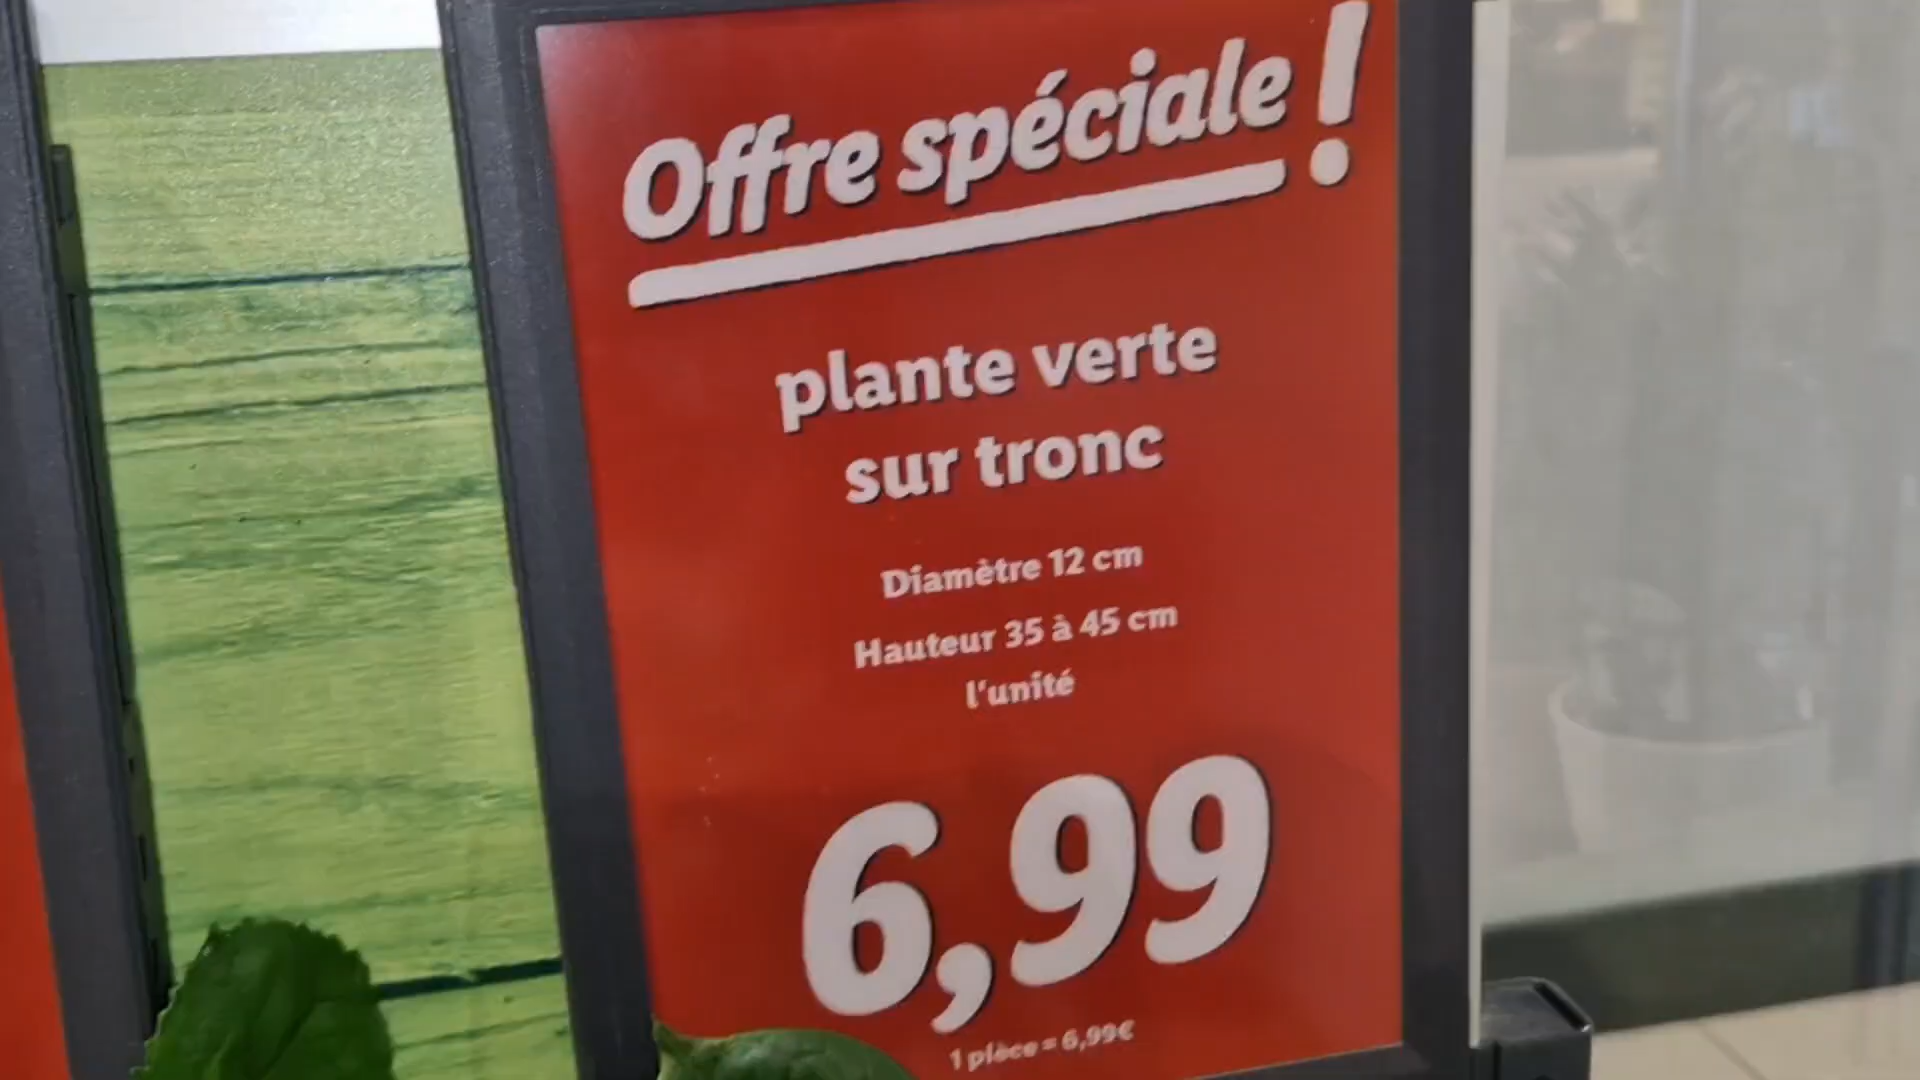 Offre spéciale !
plante verte
sur tronc
Diamètre 12 cm
Hauteur 35 à 45 cm
l'unité
6,99
1 pièce = 6,99€